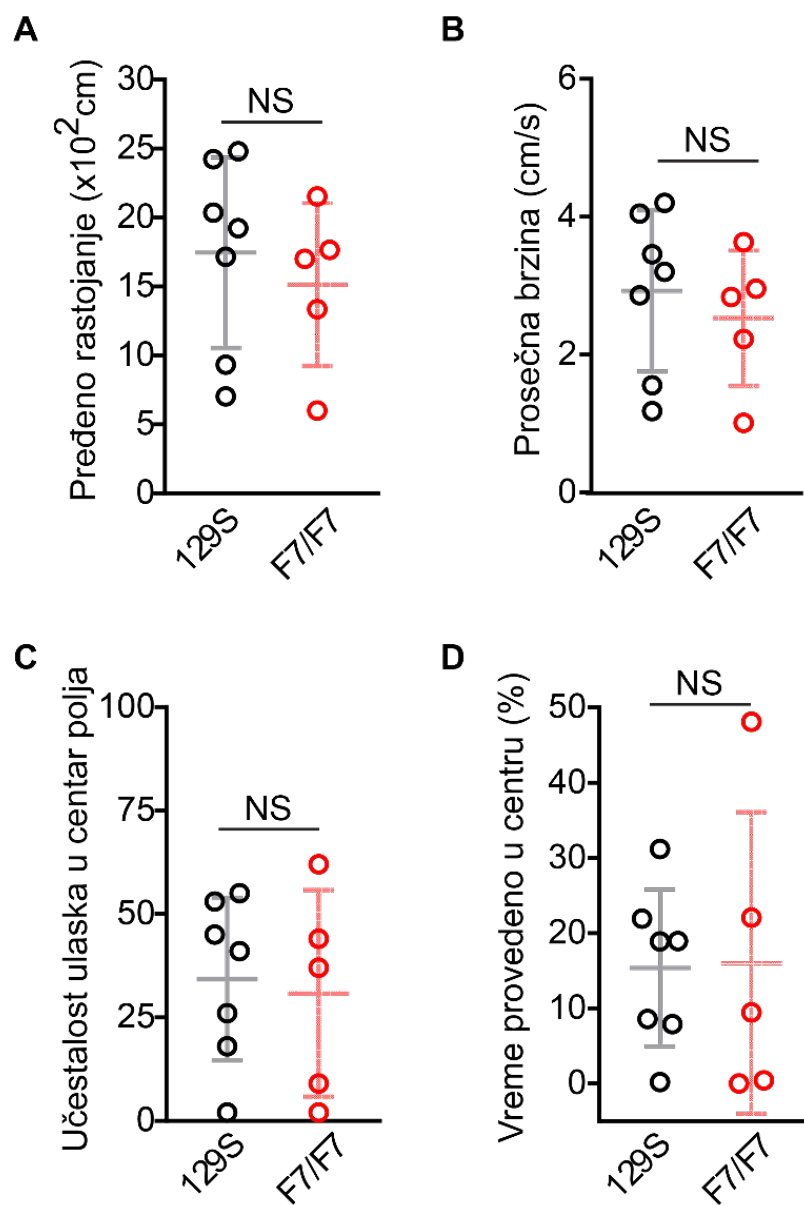 A
Pređeno rastojanje (x10²cm)
30
25
20
15
10
5
0
NS
129S
F7/F7
B
Prosečna brzina (cm/s)
6
4
2
0
NS
129S
F7/F7
C
Učestalost ulaska u centar polja
100
75
50
25
0
NS
129S
F7/F7
D
Vreme provedeno u centru (%)
50
40
30
20
10
0
NS
129S
F7/F7